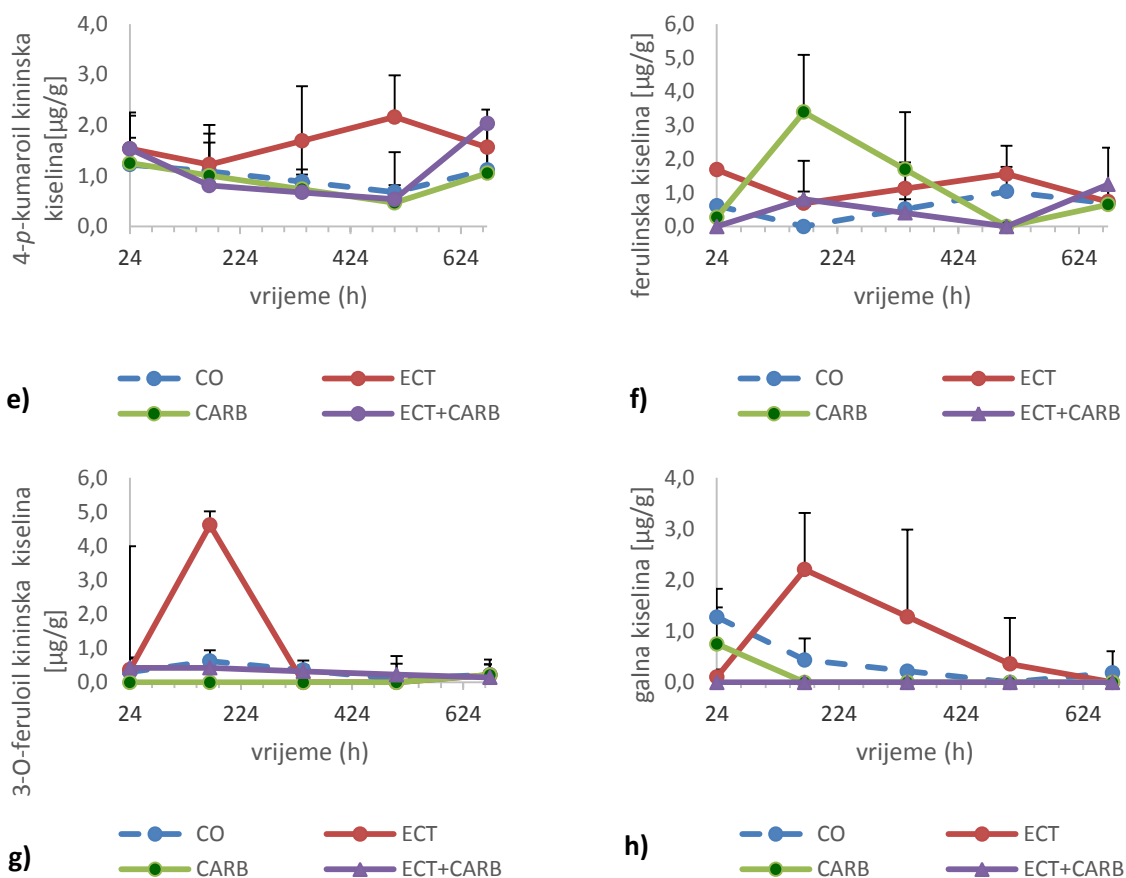 4-p-kumaroil kininska
kiselina[µg/g]
4,0
3,0
2,0
1,0
0,0
24
224
424
624
vrijeme (h)
CO
ECT
CARB
ECT+CARB
e)
ferulinska kiselina [µg/g]
6,0
5,0
4,0
3,0
2,0
1,0
0,0
24
224
424
624
vrijeme (h)
CO
ECT
CARB
ECT+CARB
f)
3-O-feruloil kininska kiselina
[µg/g]
6,0
5,0
4,0
3,0
2,0
1,0
0,0
24
224
424
624
vrijeme (h)
CO
ECT
CARB
ECT+CARB
g)
galna kiselina [µg/g]
4,0
3,0
2,0
1,0
0,0
24
224
424
624
vrijeme (h)
CO
ECT
CARB
ECT+CARB
h)